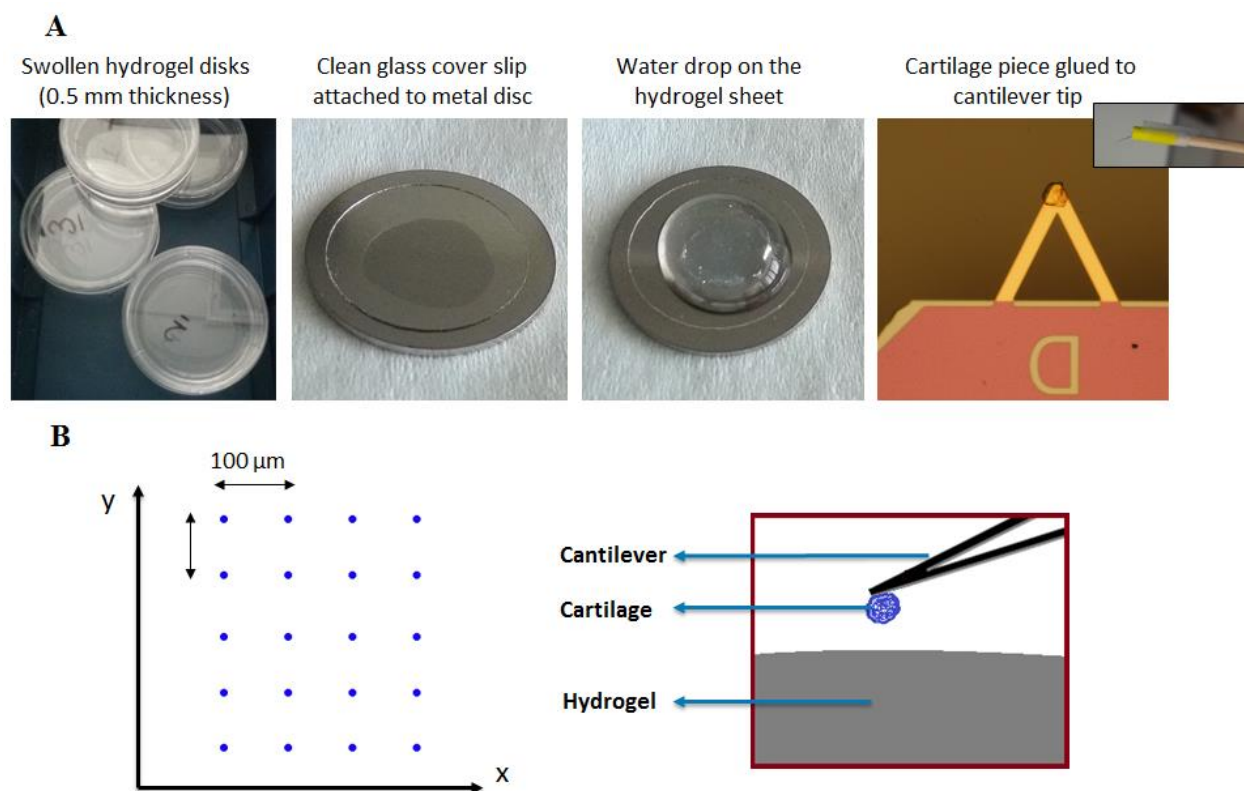 A
Swollen hydrogel disks
(0.5 mm thickness)
Clean glass cover slip
attached to metal disc
Water drop on the
hydrogel sheet
Cartilage piece glued to
cantilever tip
D
B
100 µm
y
x
Cantilever
Cartilage
Hydrogel